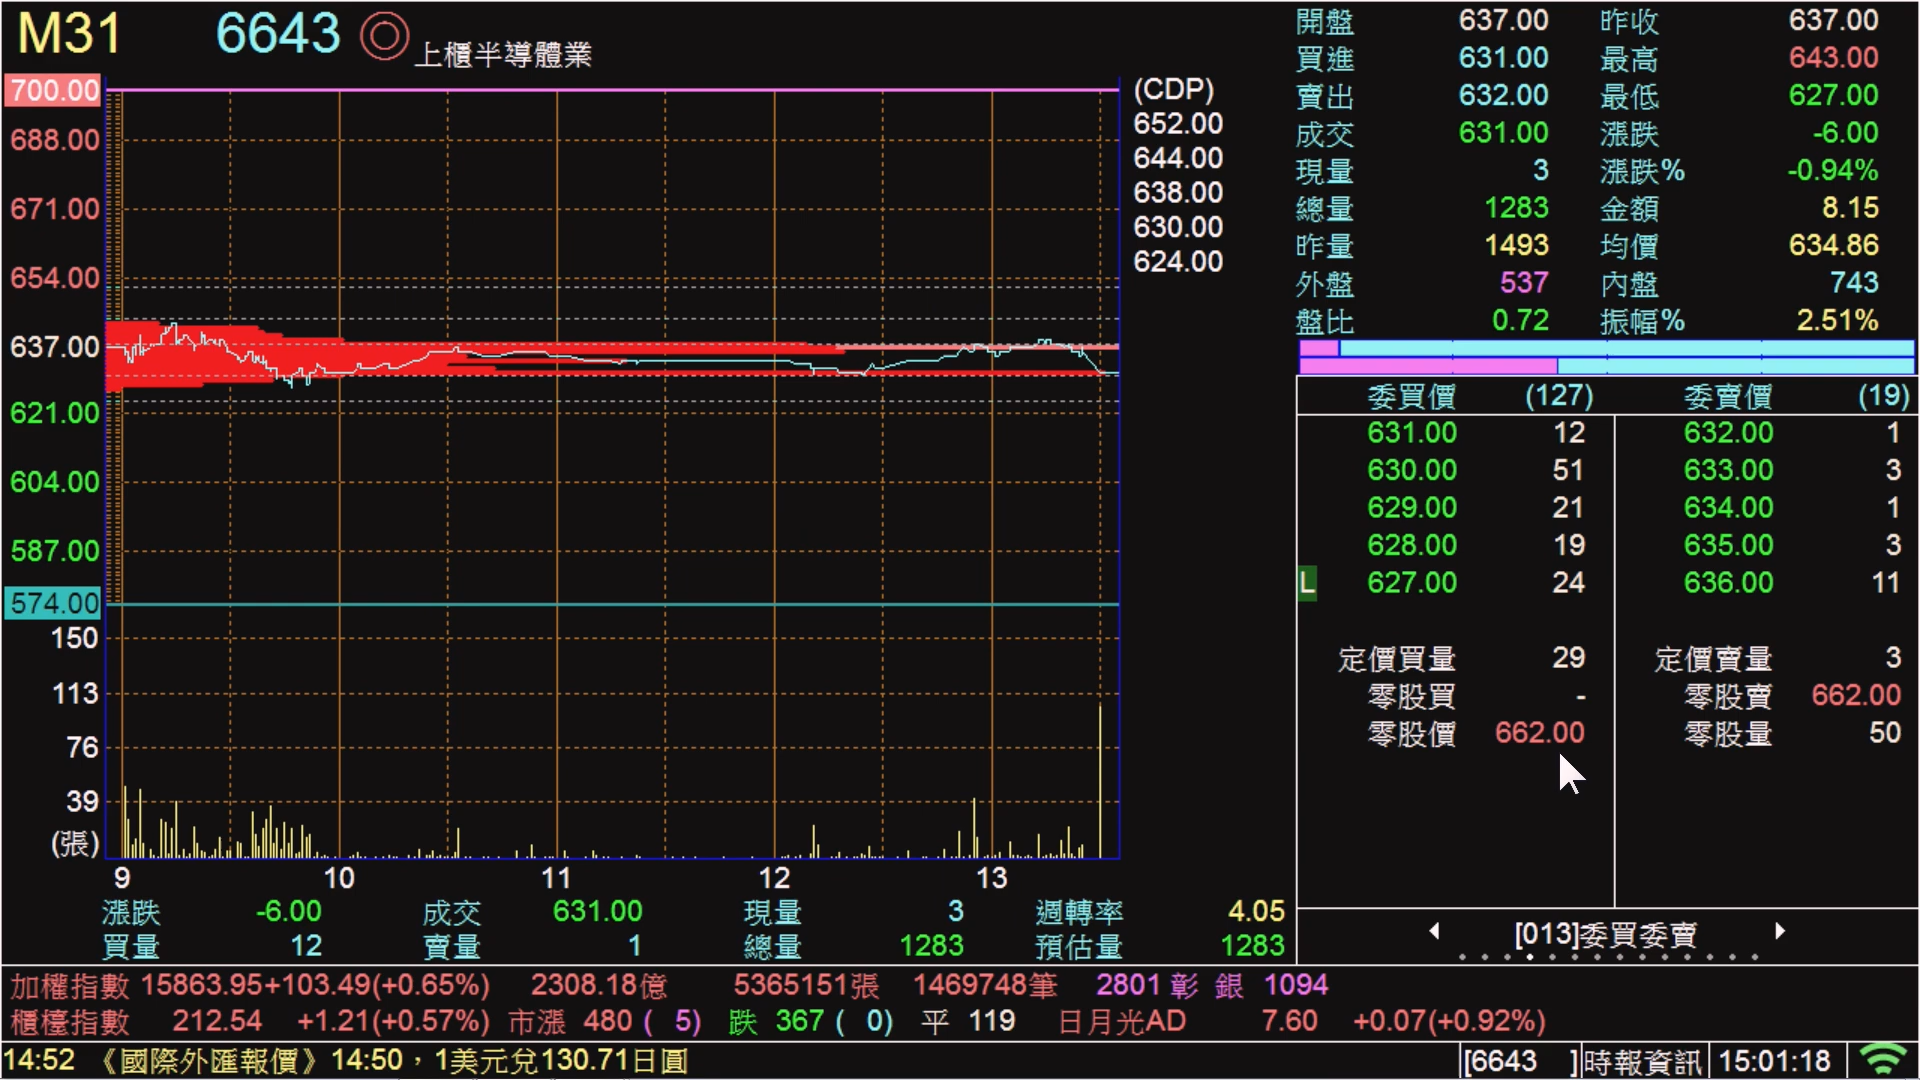 M31 6643 ◎ 上櫃半導體業
700.00
688.00
671.00
654.00
637.00
621.00
604.00
587.00
574.00
150
113
76
39
(張)
9 10 11 12 13
(CDP)
652.00
644.00
638.00
630.00
624.00
開盤 637.00 昨收 637.00
買進 631.00 最高 643.00
賣出 632.00 最低 627.00
成交 631.00 漲跌 -6.00
現量 3 漲跌% -0.94%
總量 1283 金額 8.15
昨量 1493 均價 634.86
外盤 537 內盤 743
盤比 0.72 振幅% 2.51%
委買價 (127) 委賣價 (19)
631.00 12 632.00 1
630.00 51 633.00 3
629.00 21 634.00 1
628.00 19 635.00 3
L 627.00 24 636.00 11
定價買量 29 定價賣量 3
零股買 - 零股賣 662.00
零股價 662.00 零股量 50
[013]委買委賣
漲跌 -6.00 成交 631.00 現量 3 週轉率 4.05
買量 12 賣量 1 總量 1283 預估量 1283
加權指數 15863.95+103.49(+0.65%) 2308.18億 5365151張 1469748筆 2801 彰 銀 1094
櫃檯指數 212.54 +1.21(+0.57%) 市漲 480 ( 5) 跌 367 ( 0) 平 119 日月光AD 7.60 +0.07(+0.92%)
14:52 《國際外匯報價》14:50，1美元兌130.71日圓
[6643 ] 時報資訊 15:01:18